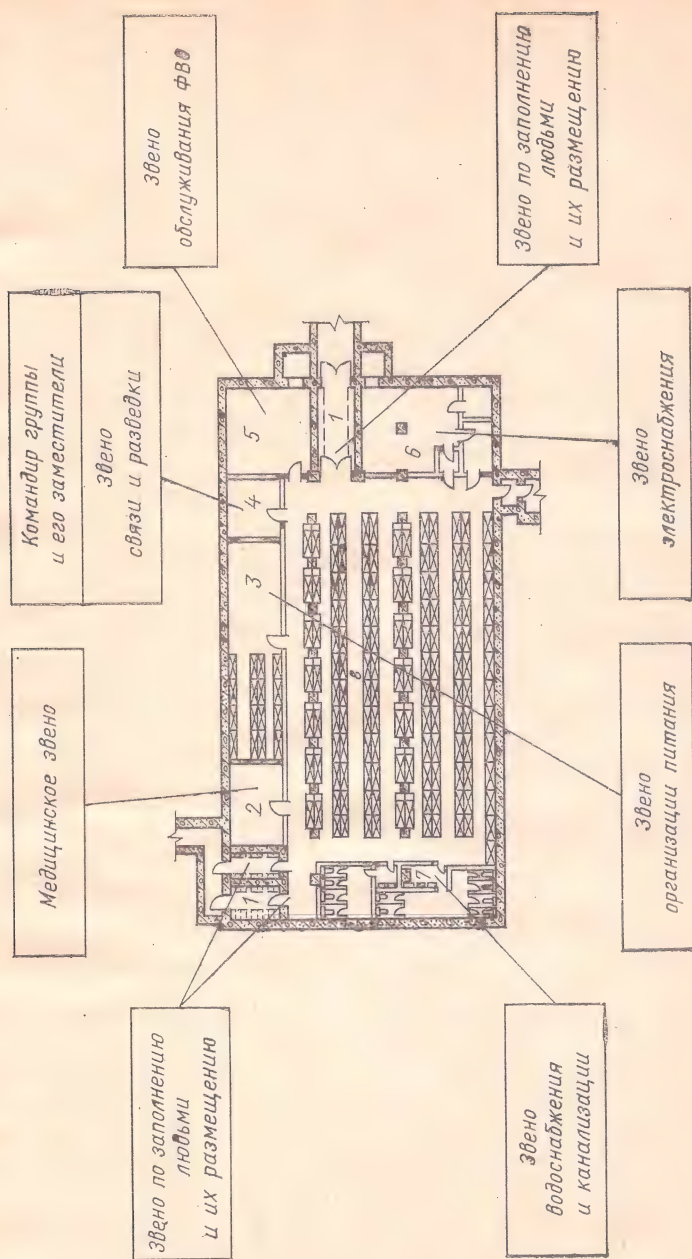 Звено по заполнению
людьми
и их размещению
Медицинское звено
Командир группы
и его заместители
Звено
связи и разведки
Звено
обслуживания ФВО
1
2
3
4
5
1
6
7
8
Звено
водоснабжения
и канализации
Звено
организации питания
Звено
электроснабжения
Звено по заполнению
людьми
и их размещению